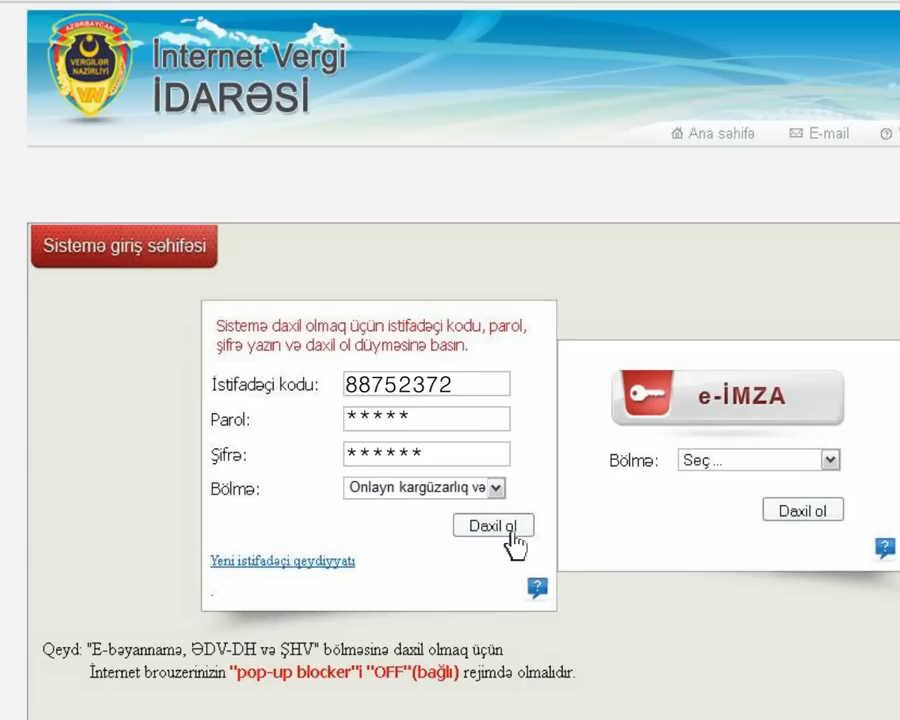 AZƏRBAYCAN
VERGİLƏR
NAZİRLİYİ
VN
İnternet Vergi
İDARƏSİ
Ana səhifə
E-mail
Sistemə giriş səhifəsi
Sistemə daxil olmaq üçün istifadəçi kodu, parol,
şifrə yazın və daxil ol düyməsinə basın.
İstifadəçi kodu: 88752372
Parol: *****
Şifrə: ******
Bölmə: Onlayn kargüzarlıq və
Daxil ol
Yeni istifadəçi qeydiyyatı
.
?
e-İMZA
Bölmə: Seç ...
Daxil ol
?
Qeyd: "E-bəyannamə, ƏDV-DH və ŞHV" bölməsinə daxil olmaq üçün
İnternet brouzerinizin "pop-up blocker"i "OFF"(bağlı) rejimdə olmalıdır.